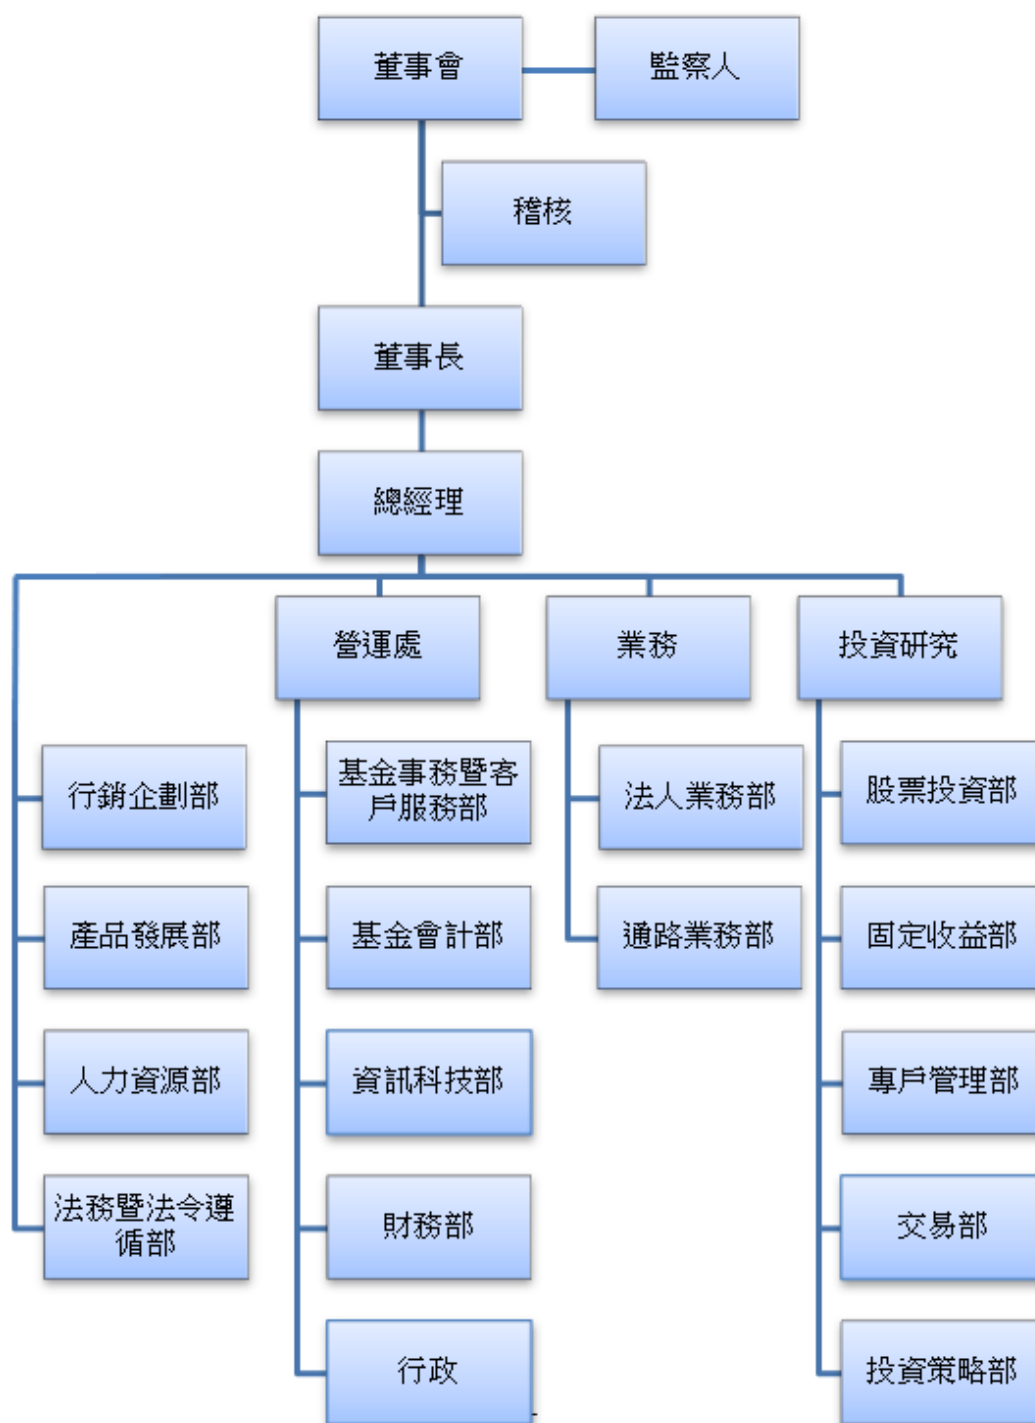 董事會
監察人
稽核
董事長
總經理
營運處
業務
投資研究
行銷企劃部
基金事務暨客
戶服務部
法人業務部
股票投資部
產品發展部
基金會計部
通路業務部
固定收益部
人力資源部
資訊科技部
專戶管理部
法務暨法令遵
循部
財務部
交易部
行政
投資策略部